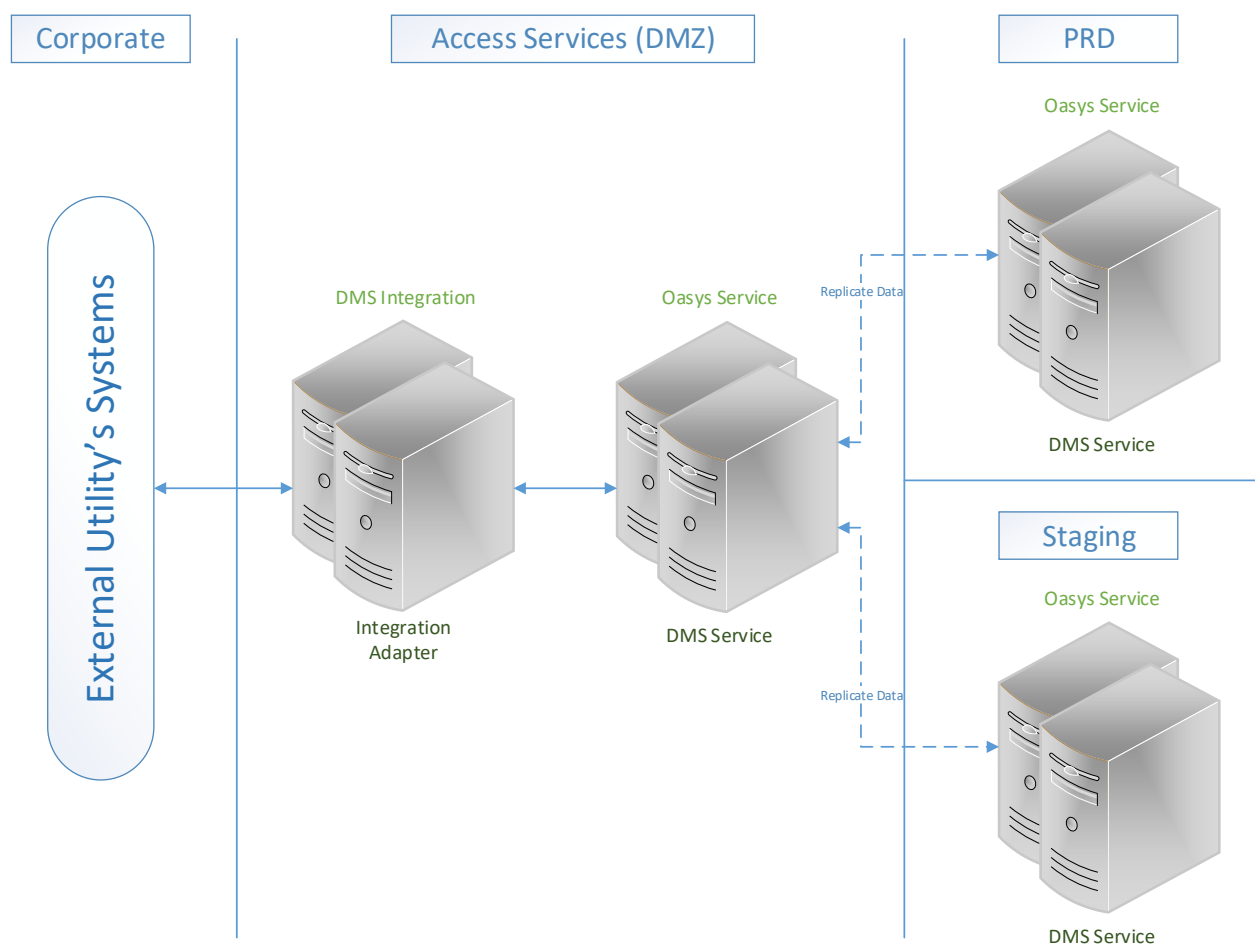 Corporate
Access Services (DMZ)
PRD
Oasys Service
External Utility's Systems
DMS Integration
Oasys Service
Replicate Data
DMS Service
Staging
Oasys Service
Integration
Adapter
DMS Service
Replicate Data
DMS Service